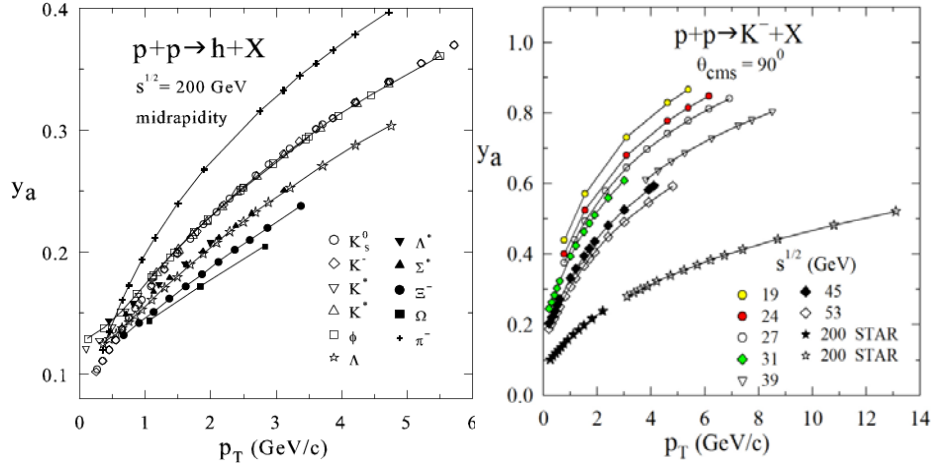 0.4
0.3
0.2
0.1
y_a
p+p→h+X
s^{1/2} = 200 GeV
midrapidity
K^0_S
K^-
K^*
K^*
ϕ
Λ
Λ^*
Σ^*
Ξ^-
Ω
π^-
0 1 2 3 4 5 6
p_T (GeV/c)
1.0
0.8
0.6
0.4
0.2
0.0
y_a
p+p→K^-+X
θ_cms = 90^0
s^{1/2} (GeV)
19
24
27
31
39
45
53
200 STAR
200 STAR
0 2 4 6 8 10 12 14
p_T (GeV/c)